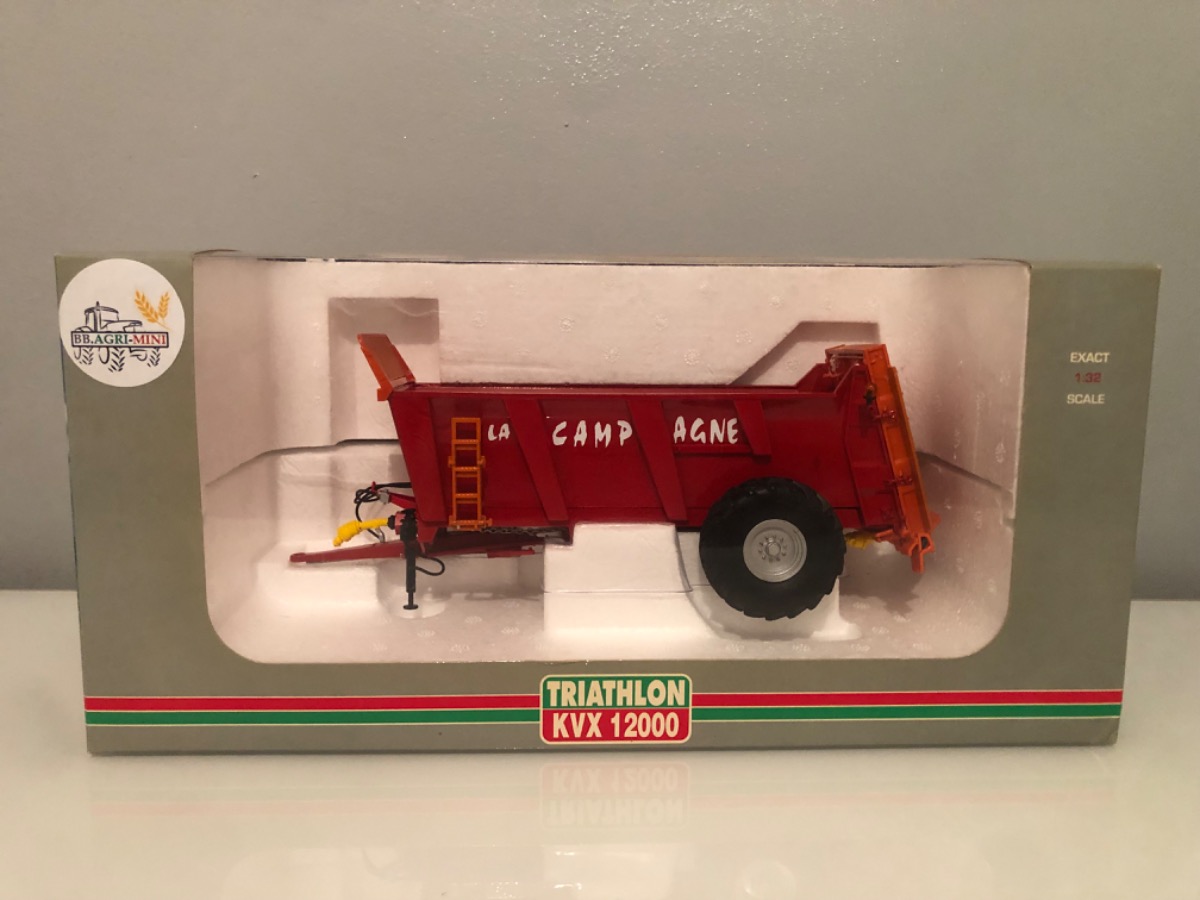 BB.AGRI-MINI
EXACT
1:32
SCALE
LA CAMPAGNE
TRIATHLON
KVX 12000